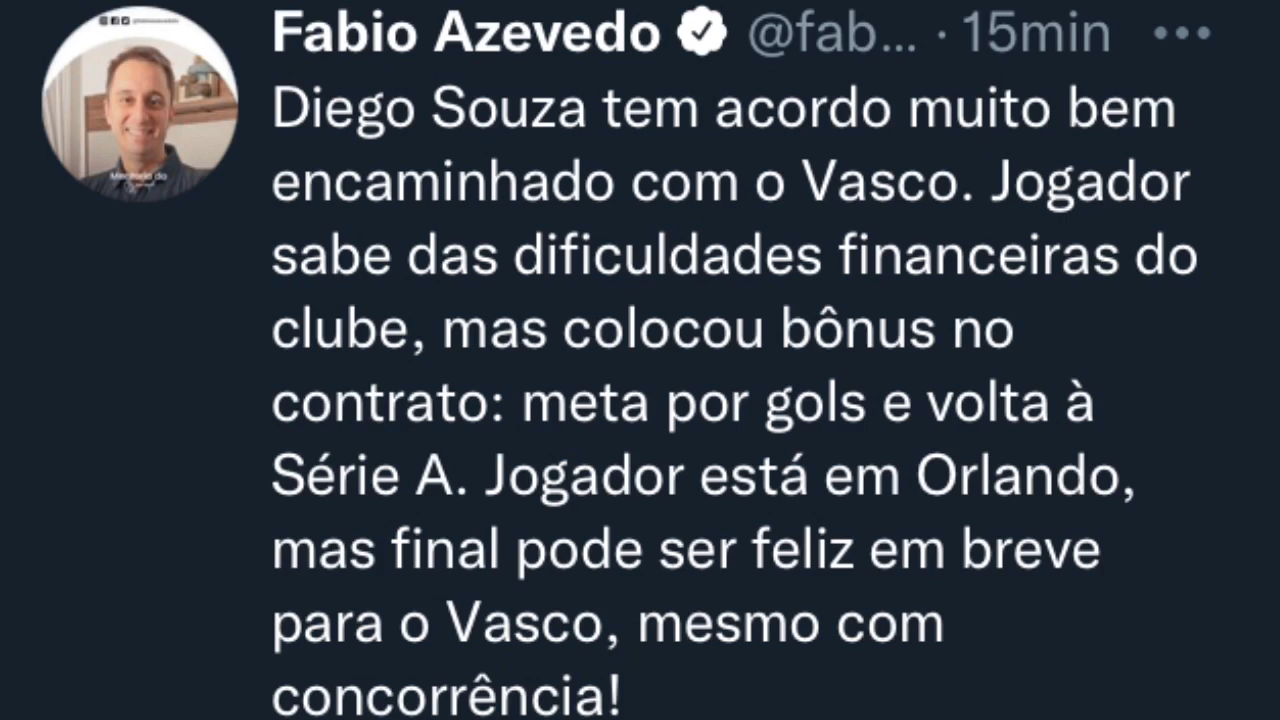 Fabio Azevedo @fab... · 15min
Diego Souza tem acordo muito bem
encaminhado com o Vasco. Jogador
sabe das dificuldades financeiras do
clube, mas colocou bônus no
contrato: meta por gols e volta à
Série A. Jogador está em Orlando,
mas final pode ser feliz em breve
para o Vasco, mesmo com
concorrência!